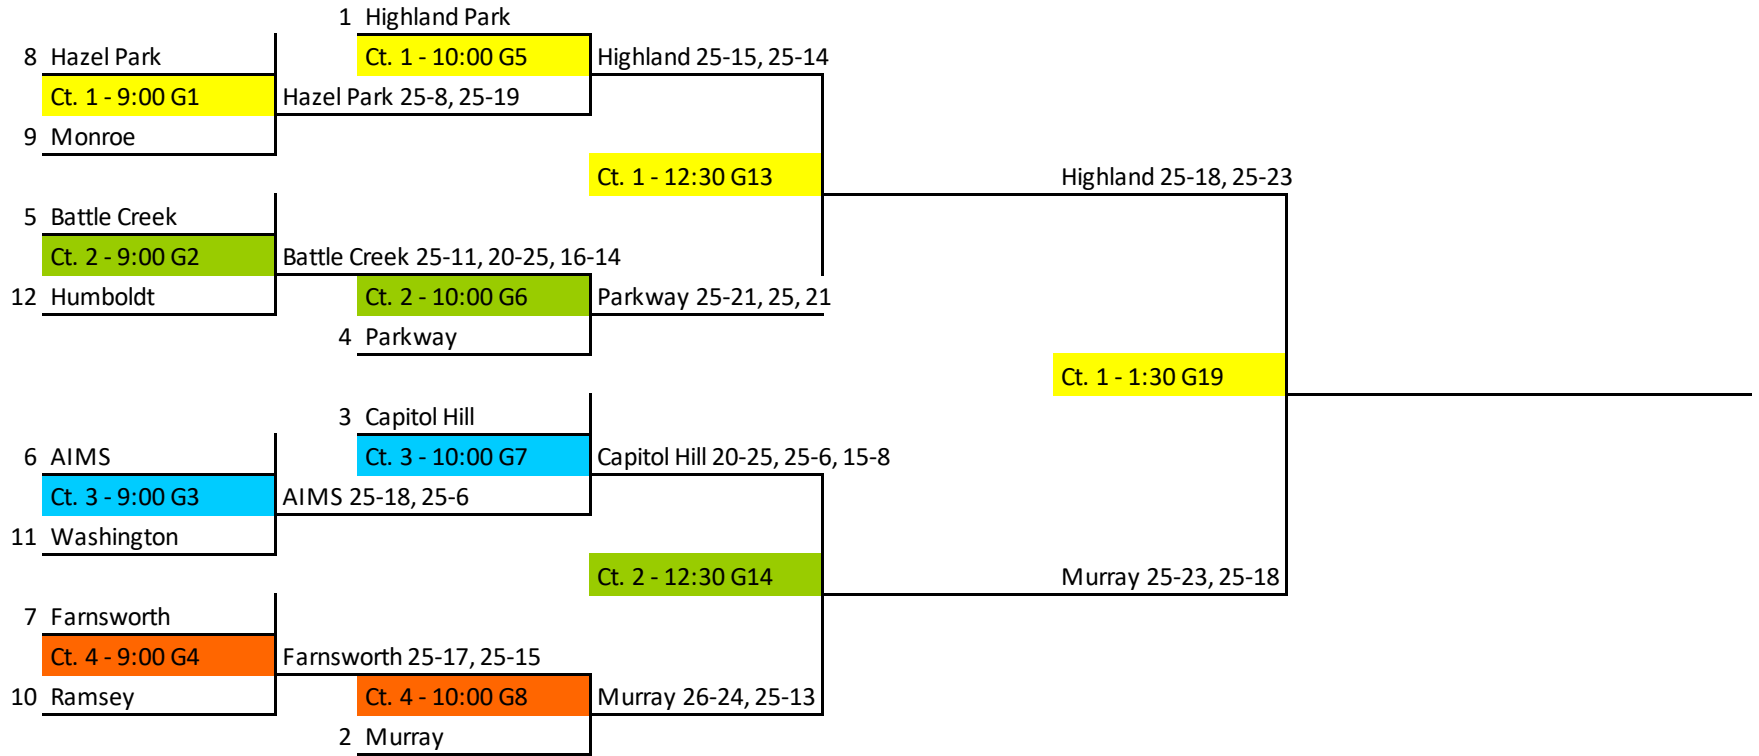 1 Highland Park
8 Hazel Park
Ct. 1 - 10:00 G5
Highland 25-15, 25-14
Ct. 1 - 9:00 G1
Hazel Park 25-8, 25-19
9 Monroe
Ct. 1 - 12:30 G13
Highland 25-18, 25-23
5 Battle Creek
Ct. 2 - 9:00 G2
Battle Creek 25-11, 20-25, 16-14
12 Humboldt
Ct. 2 - 10:00 G6
Parkway 25-21, 25, 21
4 Parkway
Ct. 1 - 1:30 G19
3 Capitol Hill
6 AIMS
Ct. 3 - 10:00 G7
Capitol Hill 20-25, 25-6, 15-8
Ct. 3 - 9:00 G3
AIMS 25-18, 25-6
11 Washington
Ct. 2 - 12:30 G14
Murray 25-23, 25-18
7 Farnsworth
Ct. 4 - 9:00 G4
Farnsworth 25-17, 25-15
10 Ramsey
Ct. 4 - 10:00 G8
Murray 26-24, 25-13
2 Murray